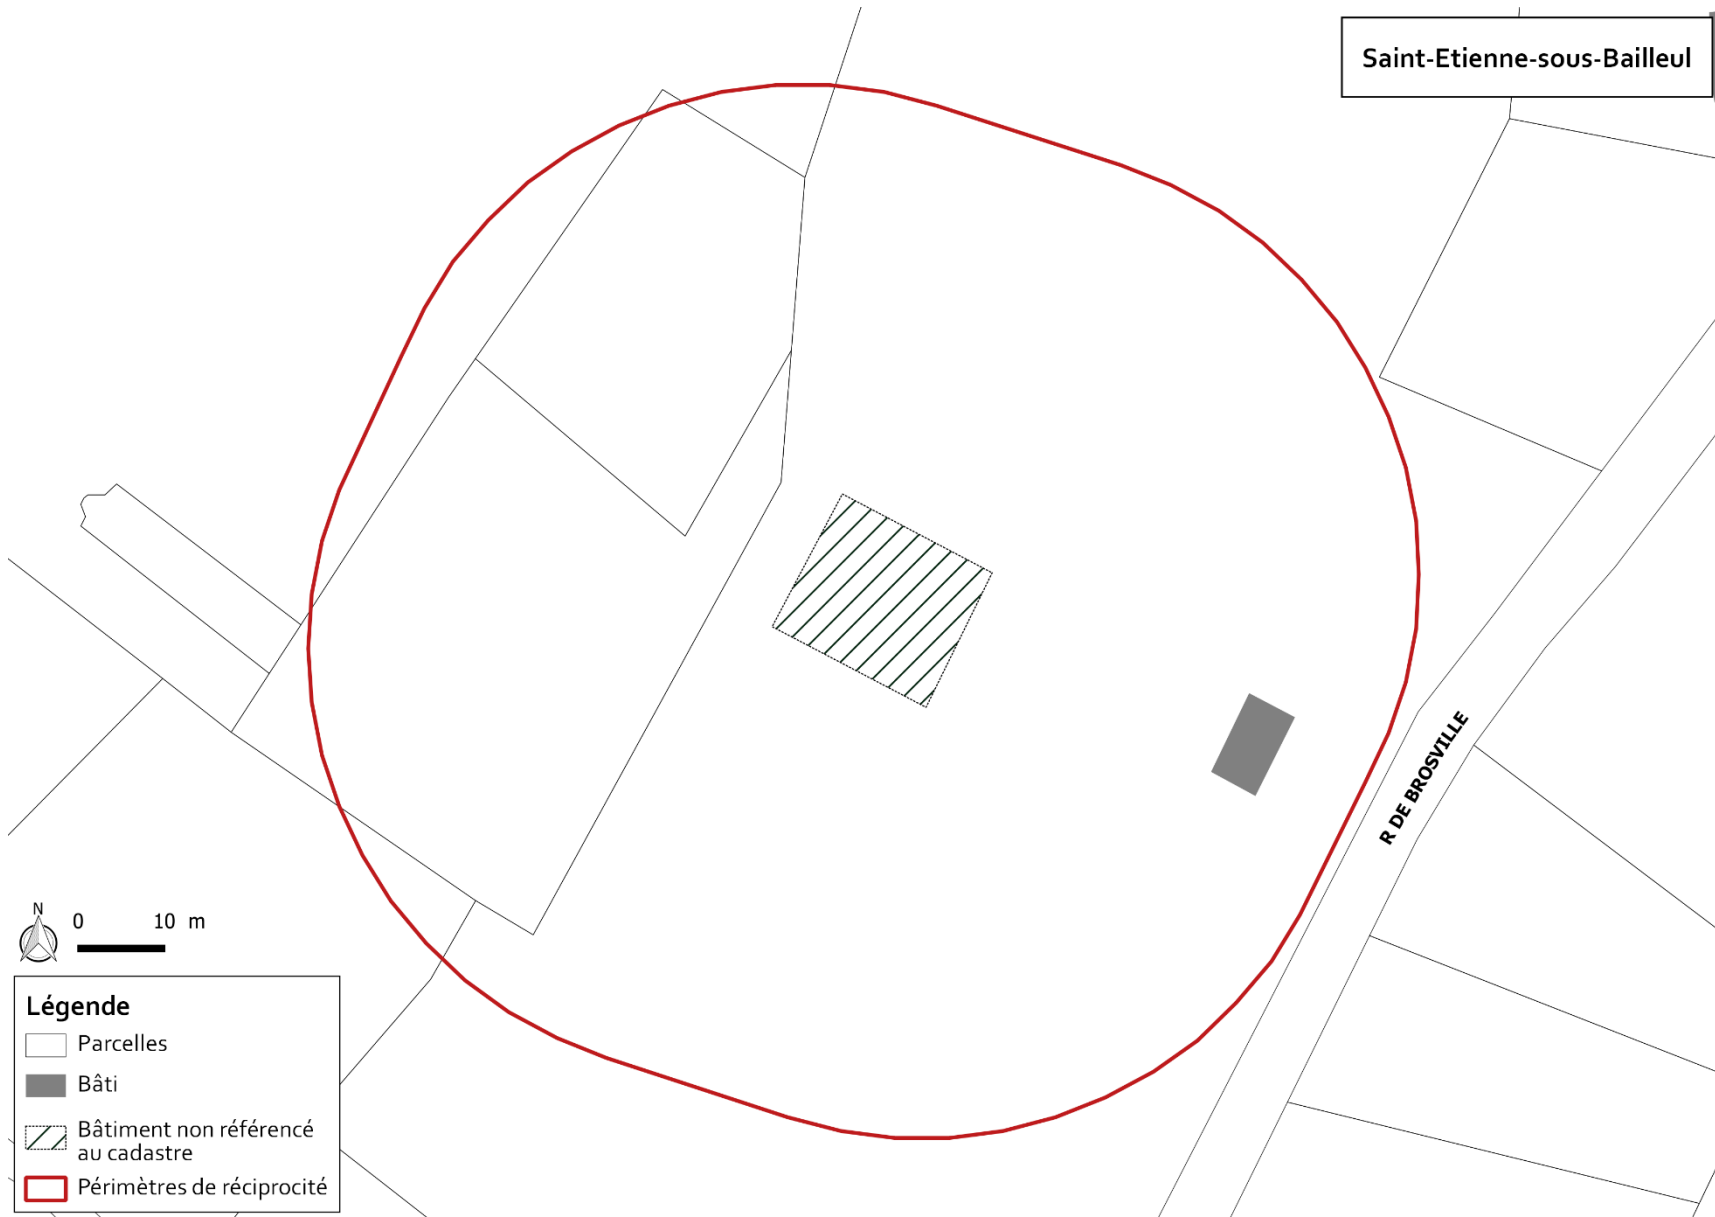 Saint-Etienne-sous-Bailleul
R DE BROSVILLE
N
0 10 m
Légende
Parcelles
Bâti
Bâtiment non référencé
au cadastre
Périmètres de réciprocité